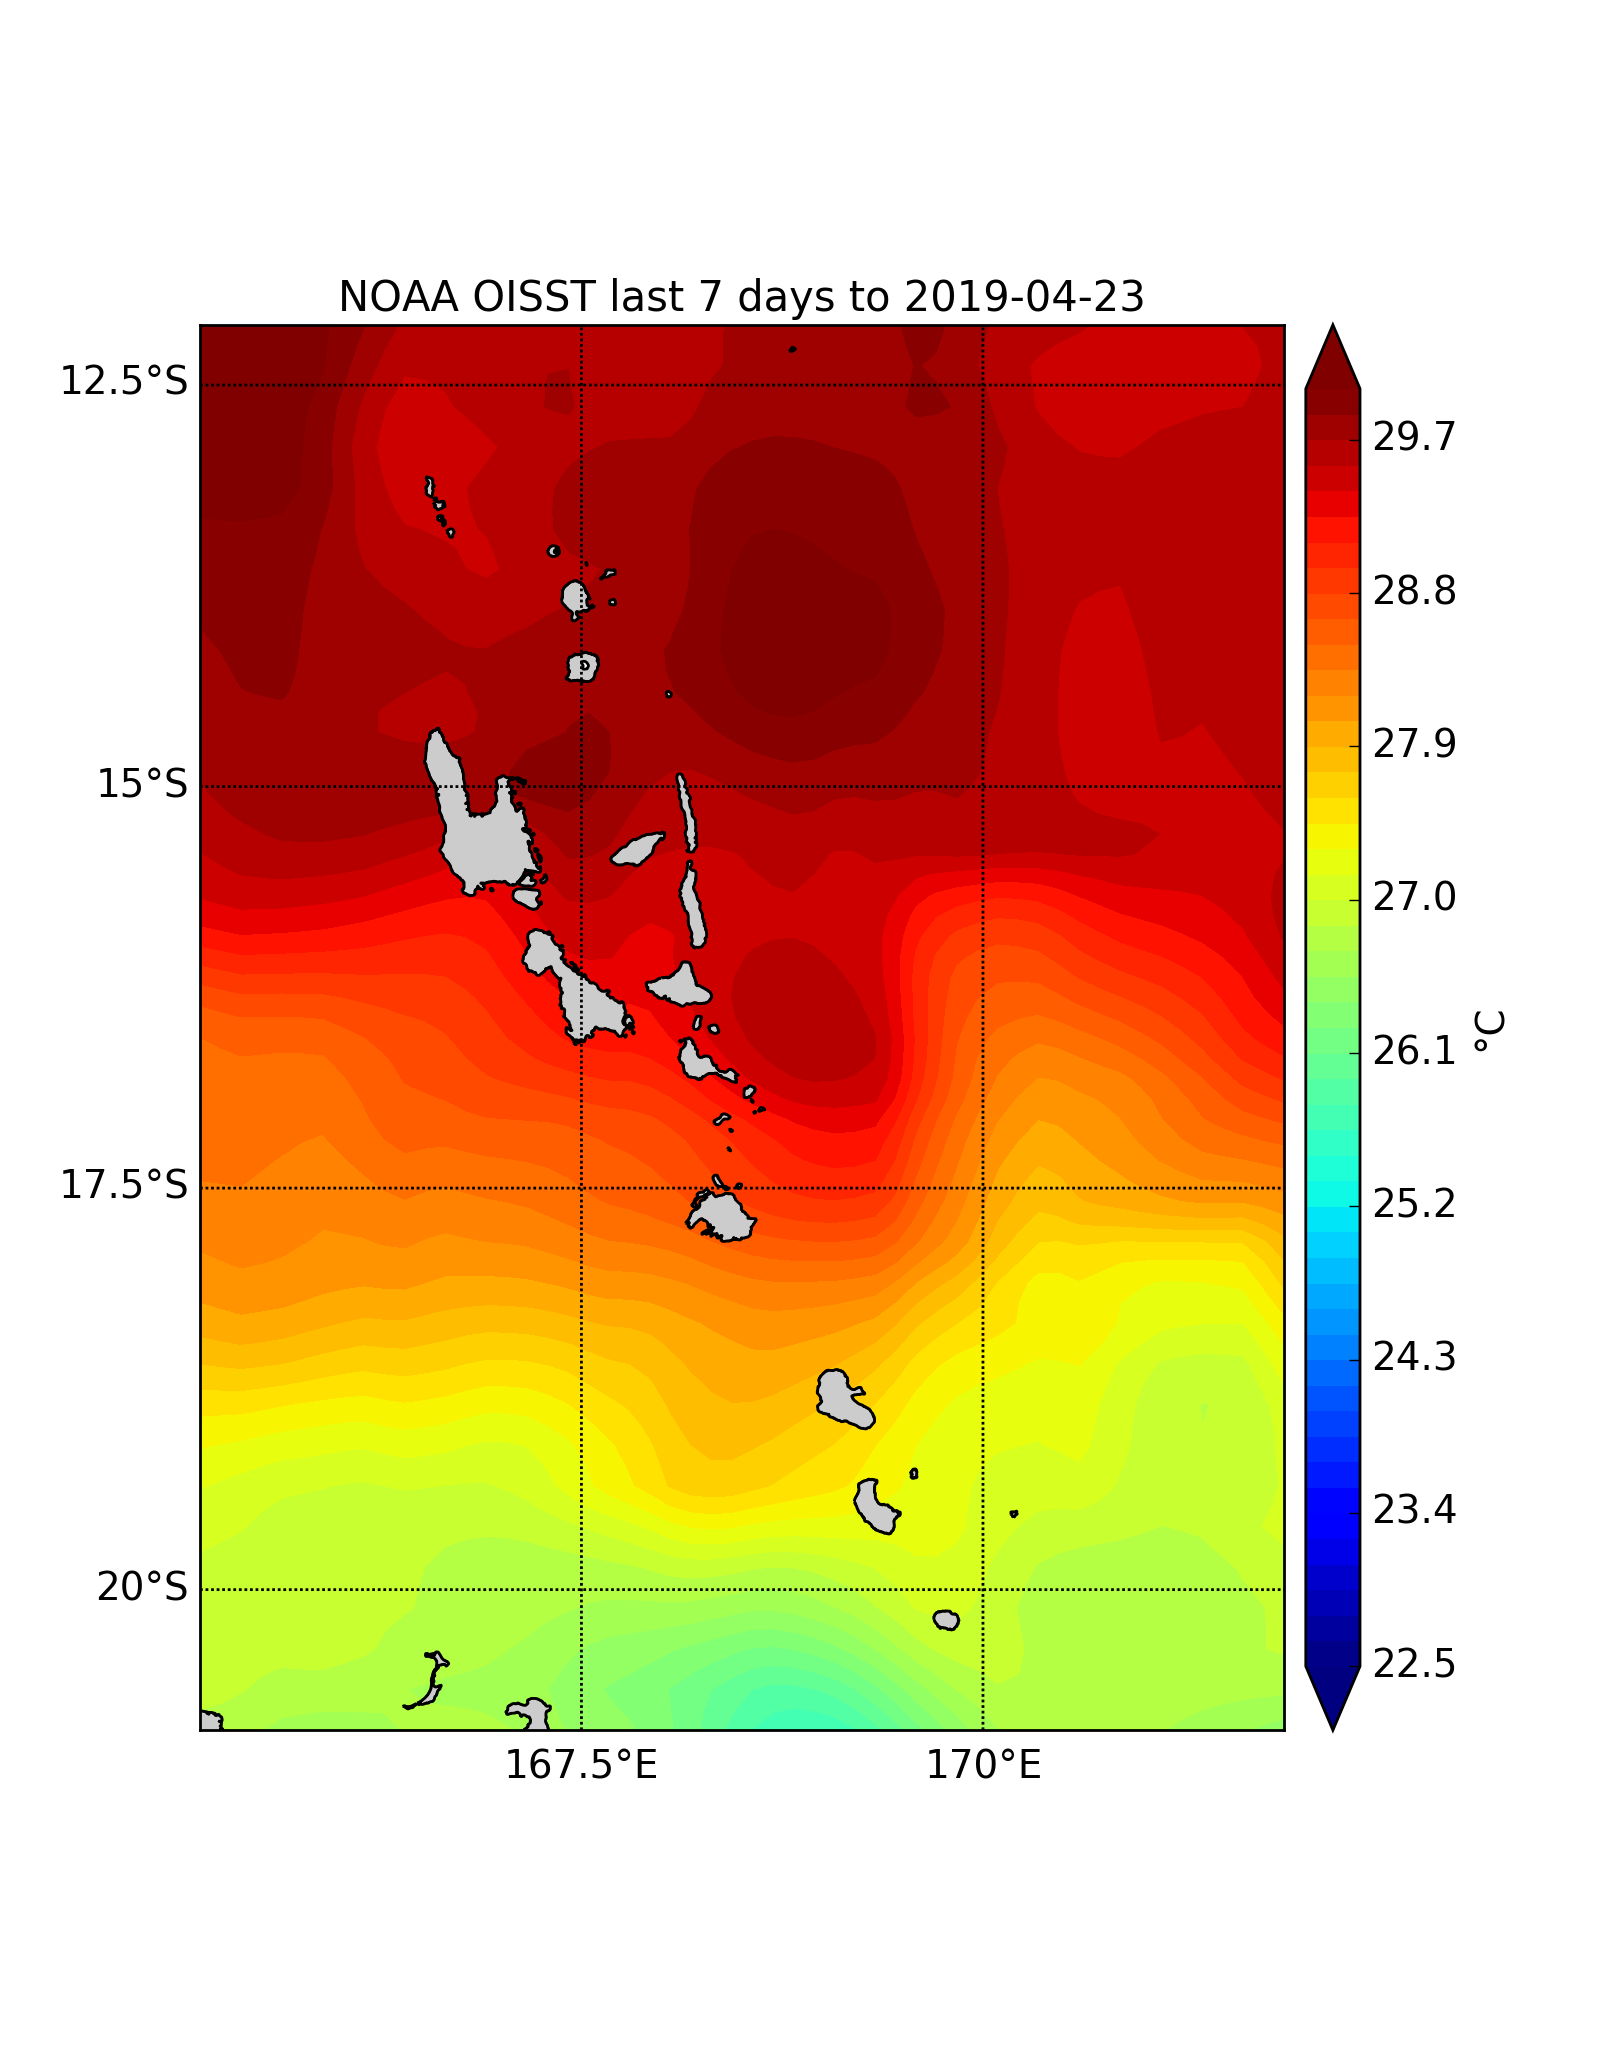 NOAA OISST last 7 days to 2019-04-23
12.5°S
15°S
17.5°S
20°S
167.5°E
170°E
29.7
28.8
27.9
27.0
26.1
25.2
24.3
23.4
22.5
°C